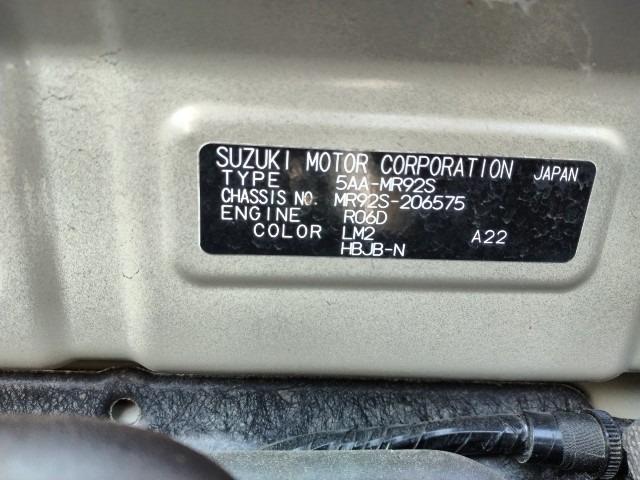 SUZUKI MOTOR CORPORATION JAPAN
TYPE 5AA-MR92S
CHASSIS NO. MR92S-206575
ENGINE R06D
COLOR LM2 A22
HBJB-N